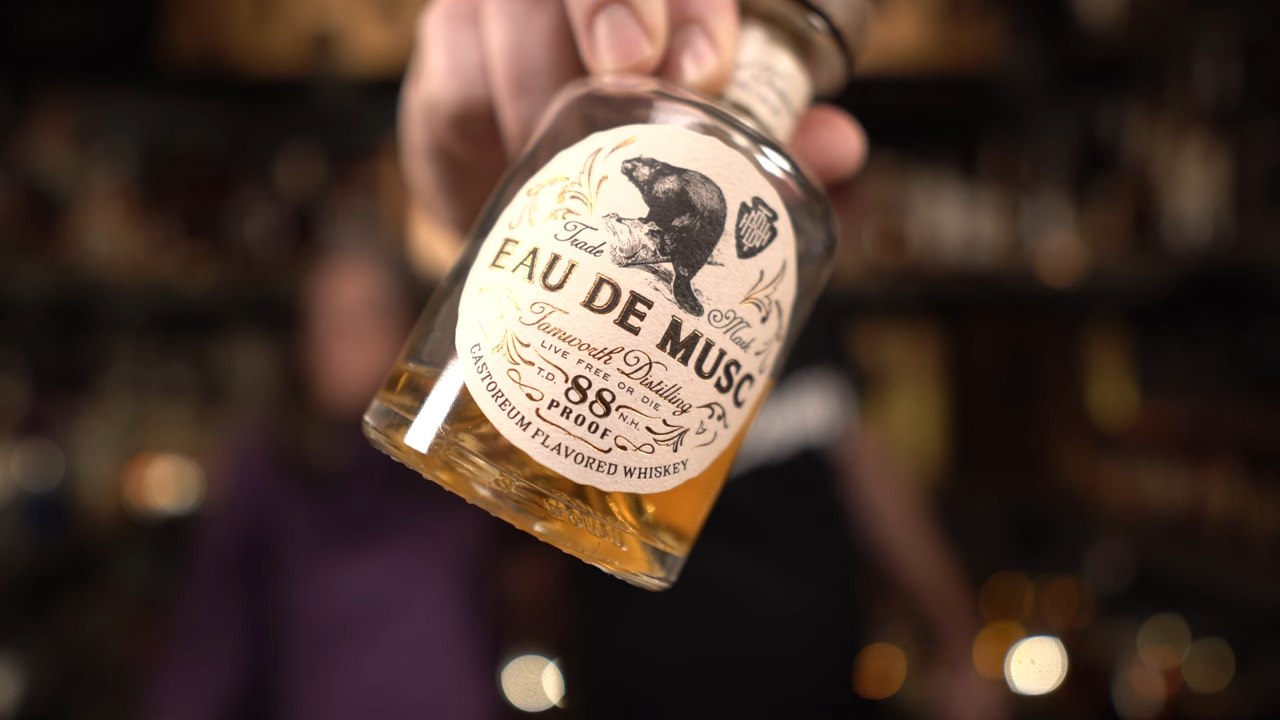 Trade
Mark
EAU DE MUSC
Tamworth Distilling
LIVE FREE OR DIE
T.D. 88 N.H.
PROOF
CASTOREUM FLAVORED WHISKEY